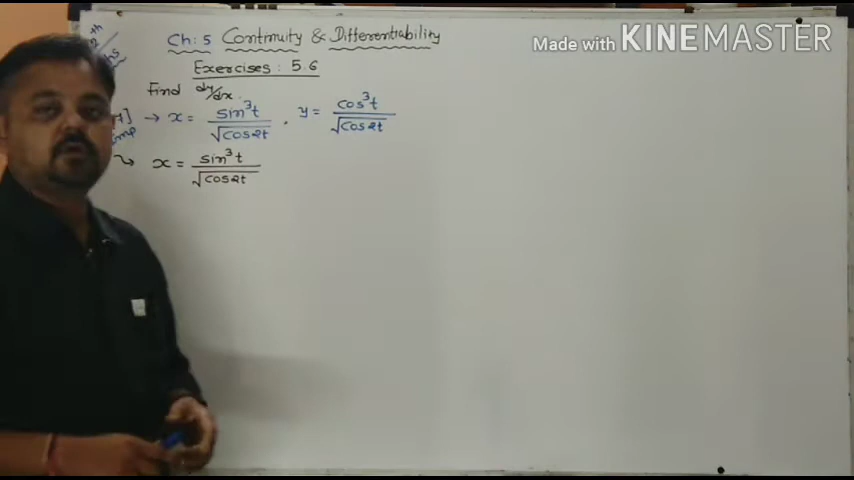 Made with KINEMASTER
Ch: 5 Continuity & Differentiability
Exercises: 5.6
Find dy/dx.
→ x = sin³t/√cos2t , y = cos³t/√cos2t
imp
x = sin³t/√cos2t